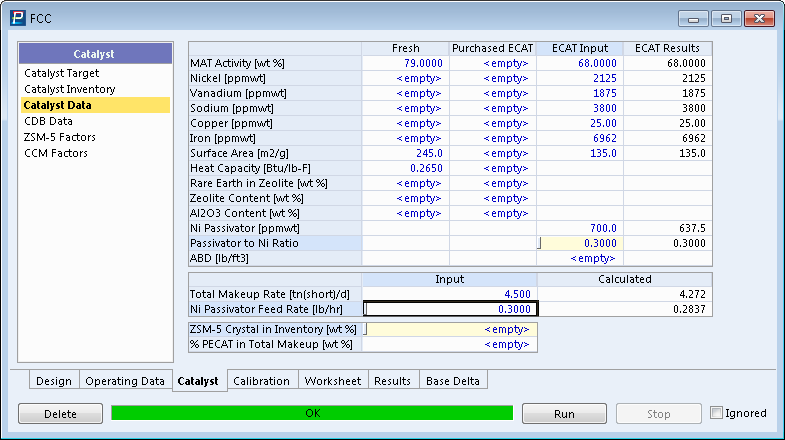 FCC
Catalyst
Catalyst Target
Catalyst Inventory
Catalyst Data
CDB Data
ZSM-5 Factors
CCM Factors
Fresh Purchased ECAT ECAT Input ECAT Results
MAT Activity [wt %] 79.0000 <empty> 68.0000 68.0000
Nickel [ppmwt] <empty> <empty> 2125 2125
Vanadium [ppmwt] <empty> <empty> 1875 1875
Sodium [ppmwt] <empty> <empty> 3800 3800
Copper [ppmwt] <empty> <empty> 25.00 25.00
Iron [ppmwt] <empty> <empty> 6962 6962
Surface Area [m2/g] 245.0 <empty> 135.0 135.0
Heat Capacity [Btu/lb-F] 0.2650 <empty>
Rare Earth in Zeolite [wt %] <empty> <empty>
Zeolite Content [wt %] <empty> <empty>
Al2O3 Content [wt %] <empty> <empty>
Ni Passivator [ppmwt] 700.0 637.5
Passivator to Ni Ratio 0.3000 0.3000
ABD [lb/ft3] <empty>
Input Calculated
Total Makeup Rate [tn(short)/d] 4.500 4.272
Ni Passivator Feed Rate [lb/hr] 0.3000 0.2837
ZSM-5 Crystal in Inventory [wt %] <empty>
% PECAT in Total Makeup [wt %] <empty>
Design Operating Data Catalyst Calibration Worksheet Results Base Delta
Delete OK Run Stop Ignored